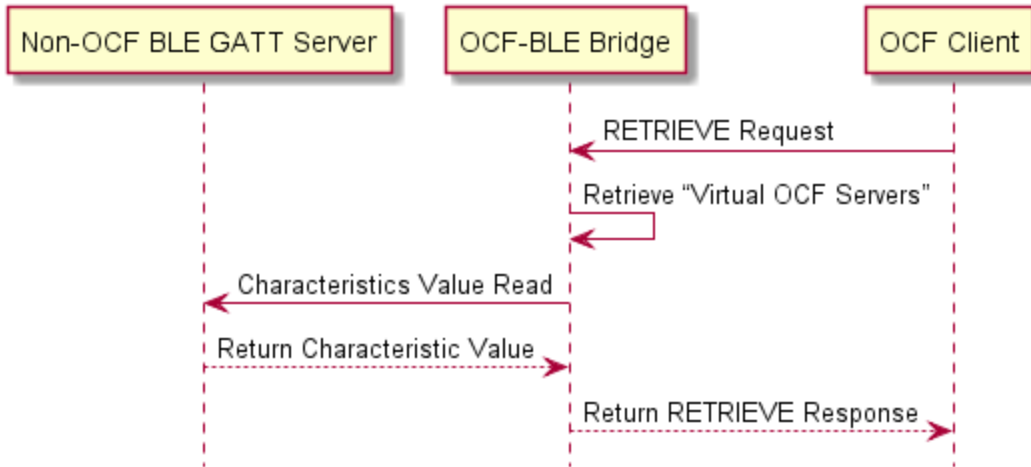 Non-OCF BLE GATT Server
OCF-BLE Bridge
OCF Client
RETRIEVE Request
Retrieve “Virtual OCF Servers”
Characteristics Value Read
Return Characteristic Value
Return RETRIEVE Response